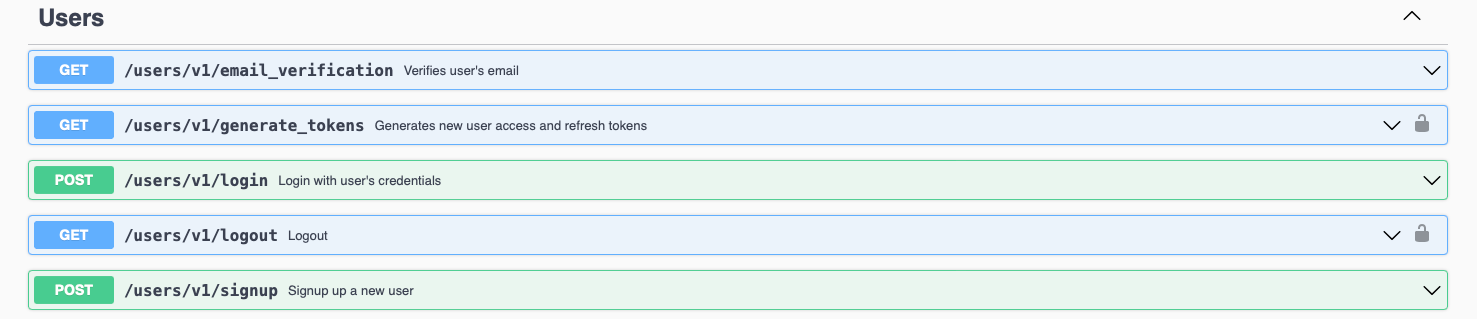 Users
GET /users/v1/email_verification Verifies user's email
GET /users/v1/generate_tokens Generates new user access and refresh tokens
POST /users/v1/login Login with user's credentials
GET /users/v1/logout Logout
POST /users/v1/signup Signup up a new user